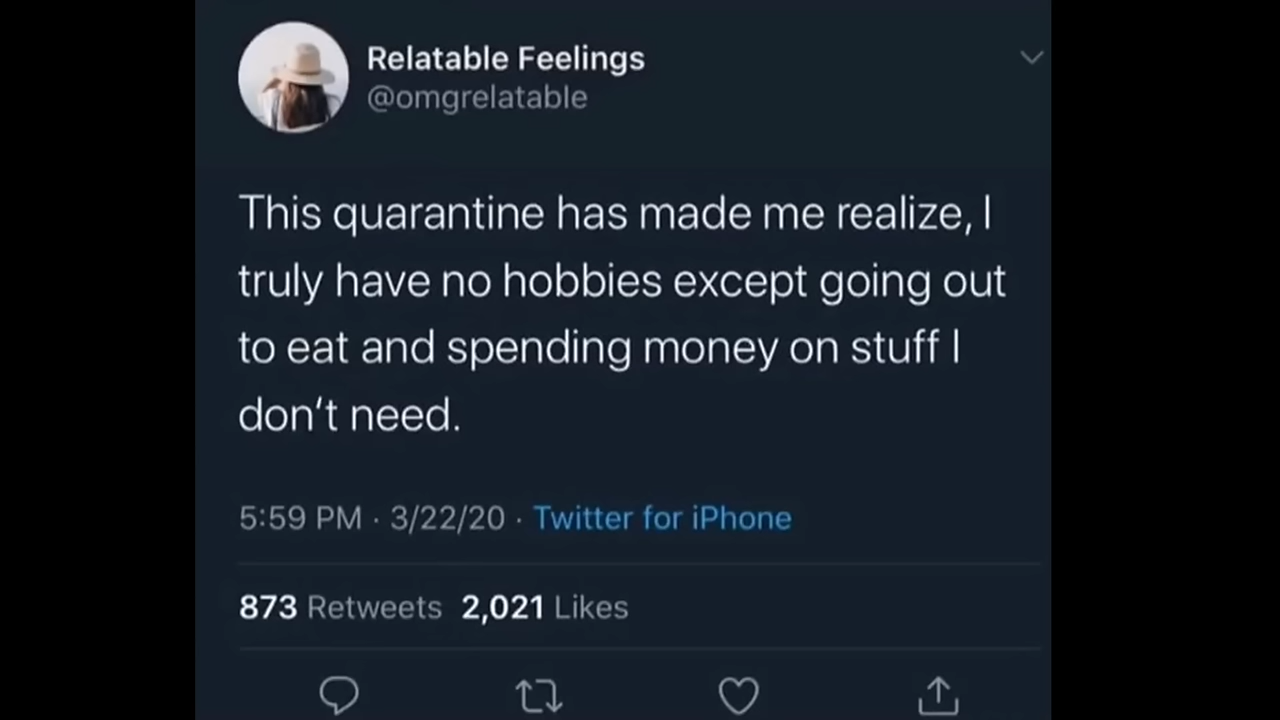 Relatable Feelings
@omgrelatable
This quarantine has made me realize, I
truly have no hobbies except going out
to eat and spending money on stuff I
don't need.
5:59 PM · 3/22/20 · Twitter for iPhone
873 Retweets 2,021 Likes